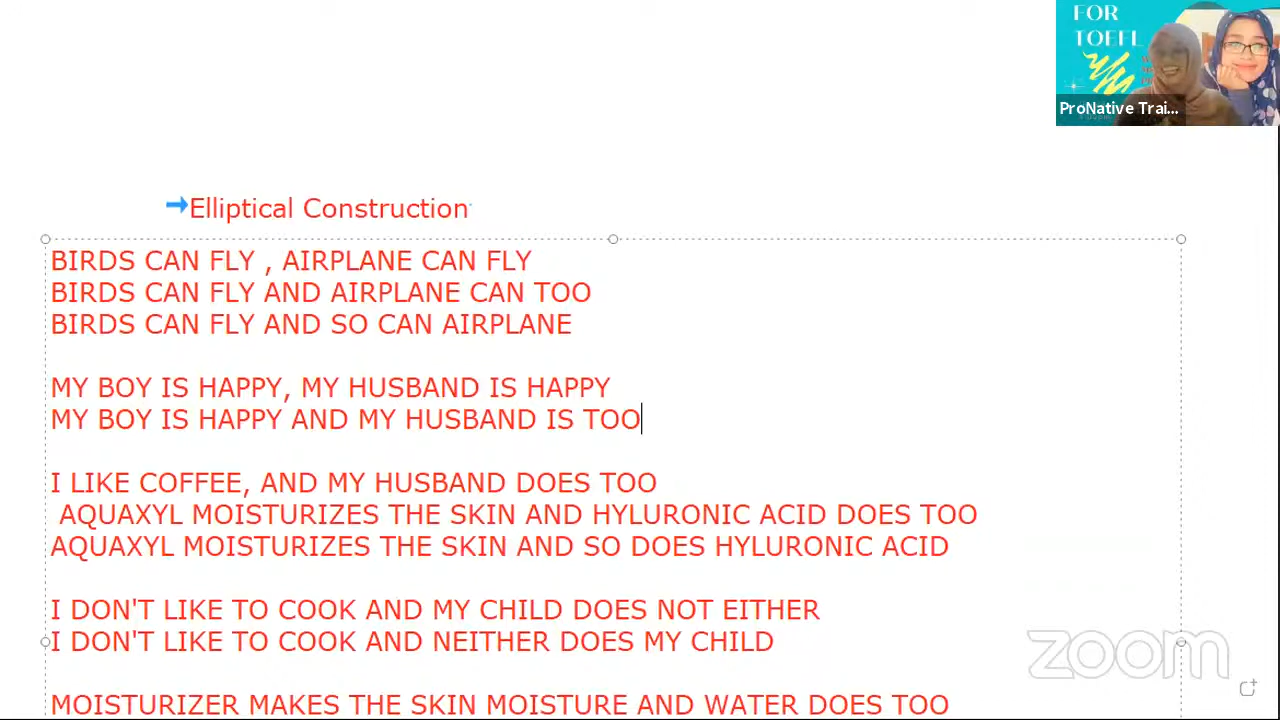 FOR
TOEFL
ProNative Trai...
➞Elliptical Construction
BIRDS CAN FLY , AIRPLANE CAN FLY
BIRDS CAN FLY AND AIRPLANE CAN TOO
BIRDS CAN FLY AND SO CAN AIRPLANE
MY BOY IS HAPPY, MY HUSBAND IS HAPPY
MY BOY IS HAPPY AND MY HUSBAND IS TOO
I LIKE COFFEE, AND MY HUSBAND DOES TOO
AQUAXYL MOISTURIZES THE SKIN AND HYLURONIC ACID DOES TOO
AQUAXYL MOISTURIZES THE SKIN AND SO DOES HYLURONIC ACID
I DON'T LIKE TO COOK AND MY CHILD DOES NOT EITHER
I DON'T LIKE TO COOK AND NEITHER DOES MY CHILD
zoom
MOISTURIZER MAKES THE SKIN MOISTURE AND WATER DOES TOO